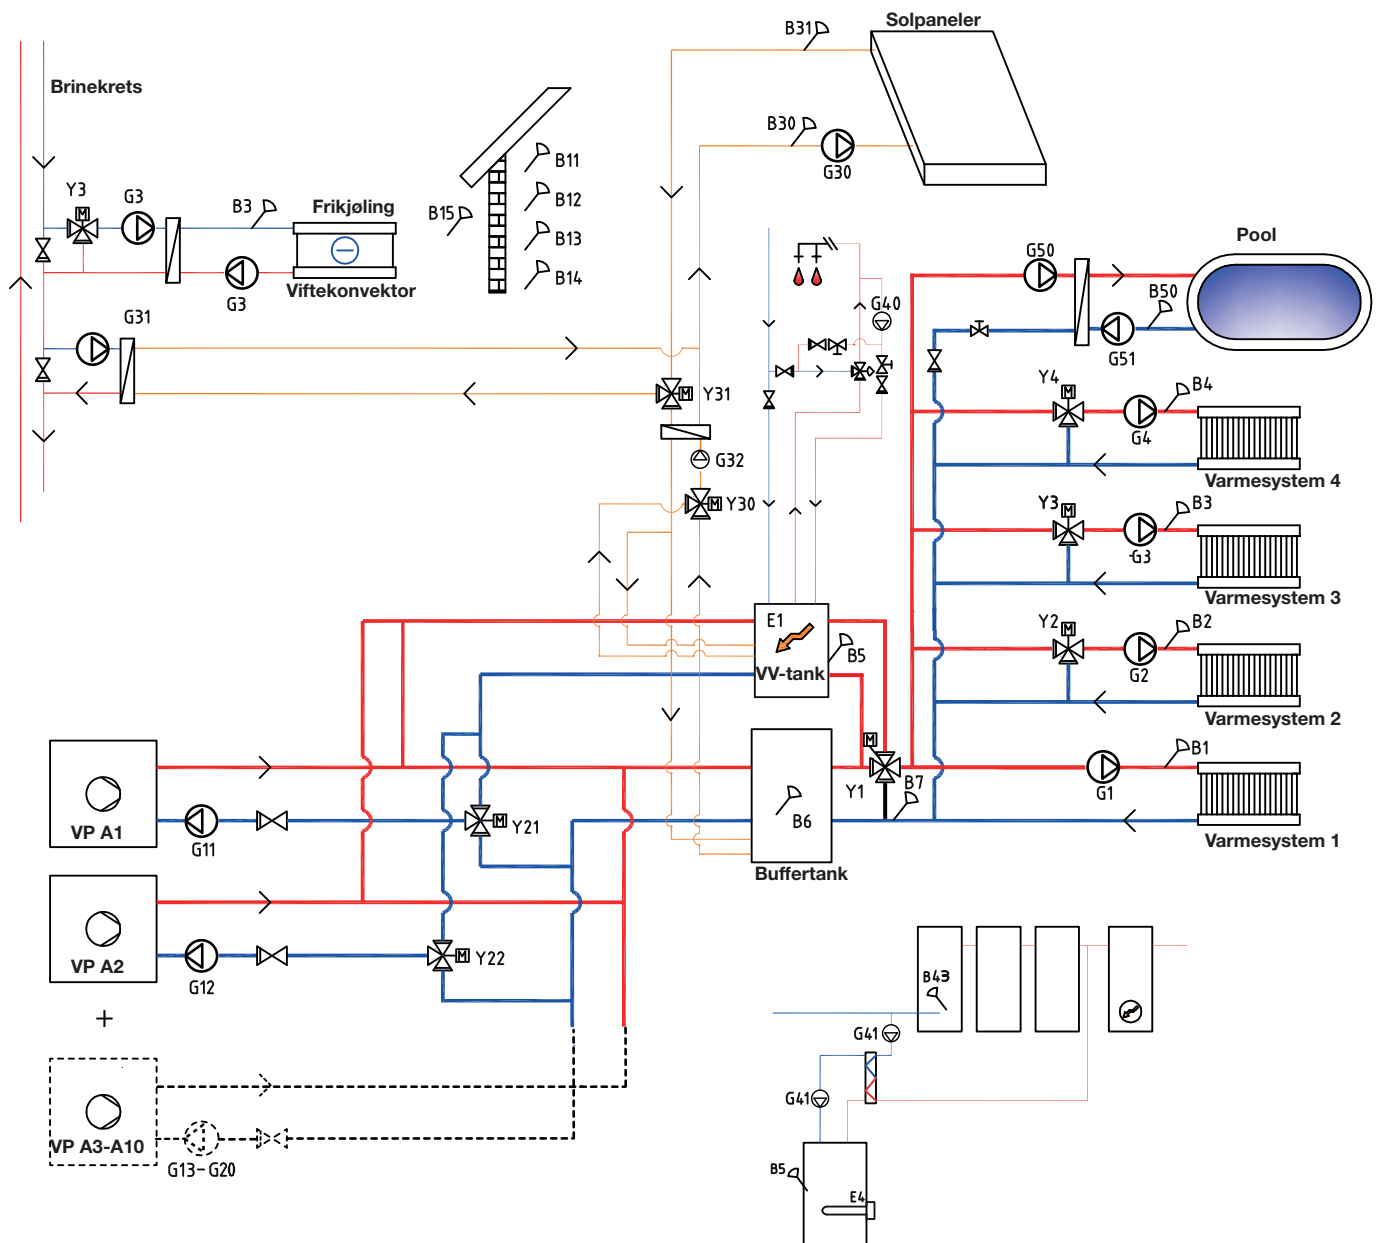 Solpaneler
B31
Brinekrets
B30
G30
B11
Y3
G3
B3
Frikjøling
B15
B12
B13
B14
G3
Viftekonvektor
G31
G40
G50
Pool
B50
G51
Y31
G32
Y30
Y4
B4
G4
Varmesystem 4
Y3
B3
G3
Varmesystem 3
E1
B5
VV-tank
Y2
B2
G2
Varmesystem 2
M
Y1
B7
G1
B1
Varmesystem 1
B6
Buffertank
VP A1
G11
M
Y21
VP A2
G12
M
Y22
+
VP A3-A10
G13-G20
B43
G41
G41
B5
E4
M
M
M
M
M
M